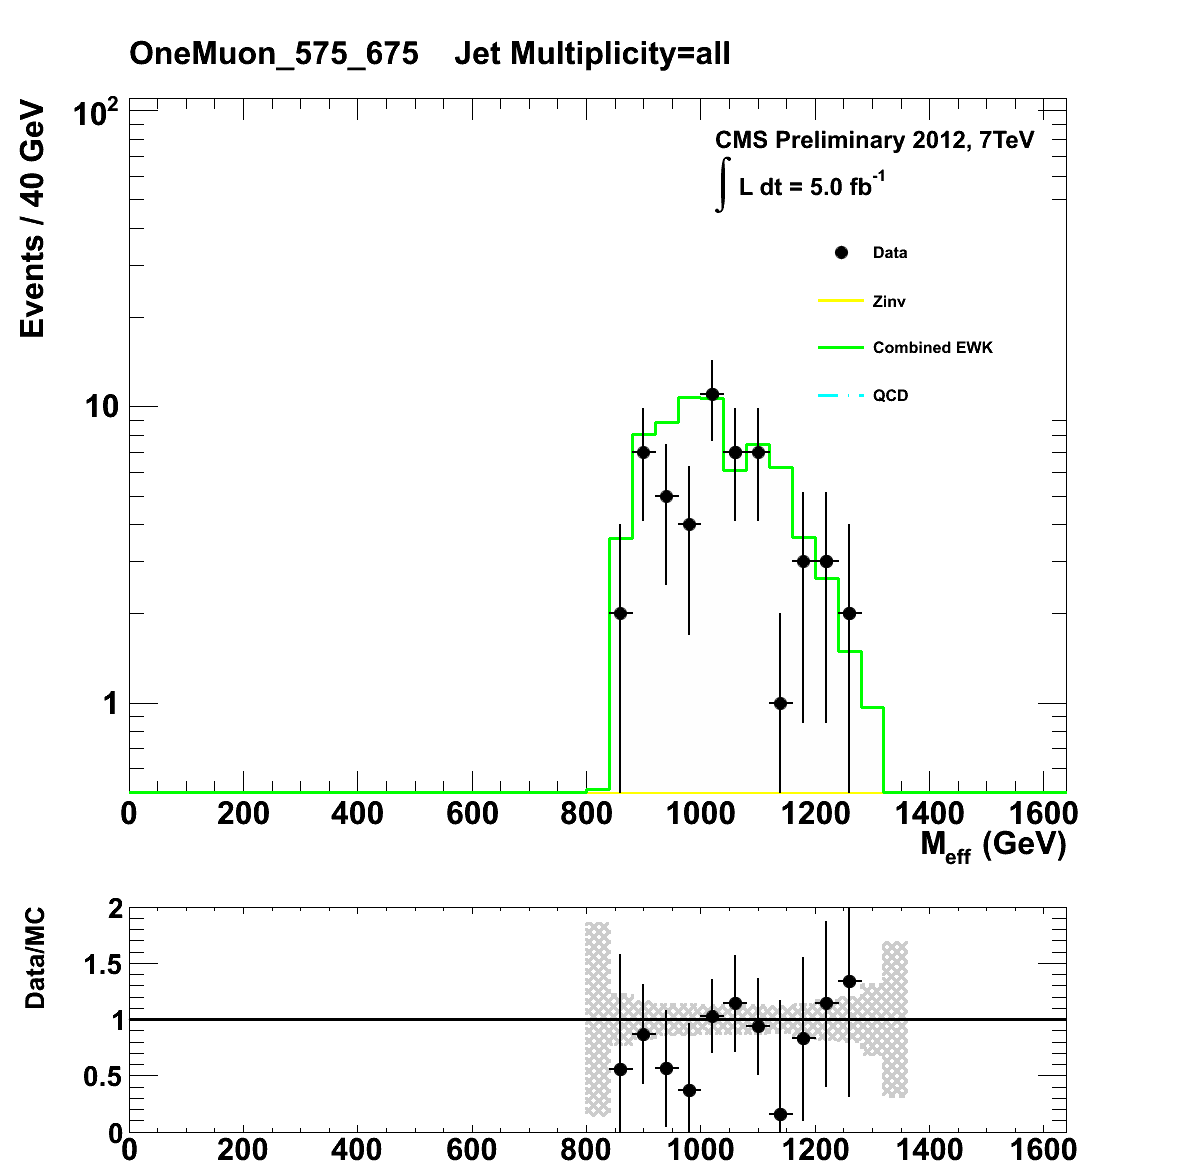 OneMuon_575_675 Jet Multiplicity=all
Events / 40 GeV
10²
10
1
CMS Preliminary 2012, 7TeV
∫ L dt = 5.0 fb⁻¹
Data
Zinv
Combined EWK
QCD
0 200 400 600 800 1000 1200 1400 1600
M_eff (GeV)
Data/MC
2
1.5
1
0.5
0
0 200 400 600 800 1000 1200 1400 1600